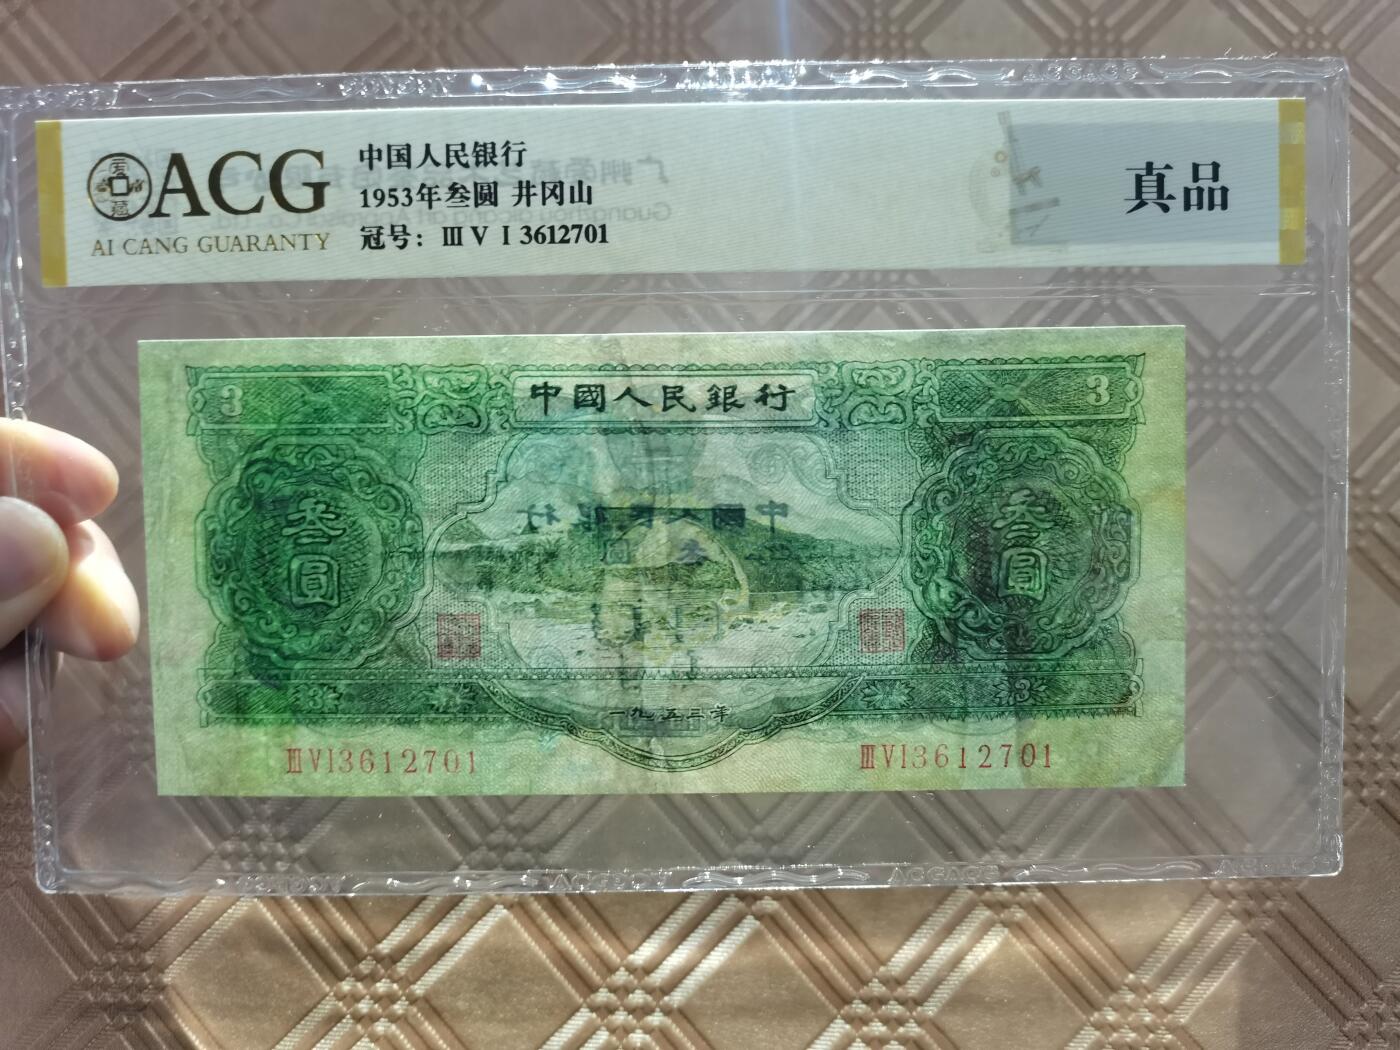 ACG
AI CANG GUARANTY
中国人民银行
1953年叁圆 井冈山
冠号：ⅢⅤⅠ3612701
真品
3
中國人民銀行
3
叁圓
叁圓
3
3
一九五三年
ⅢVI3612701
ⅢVI3612701